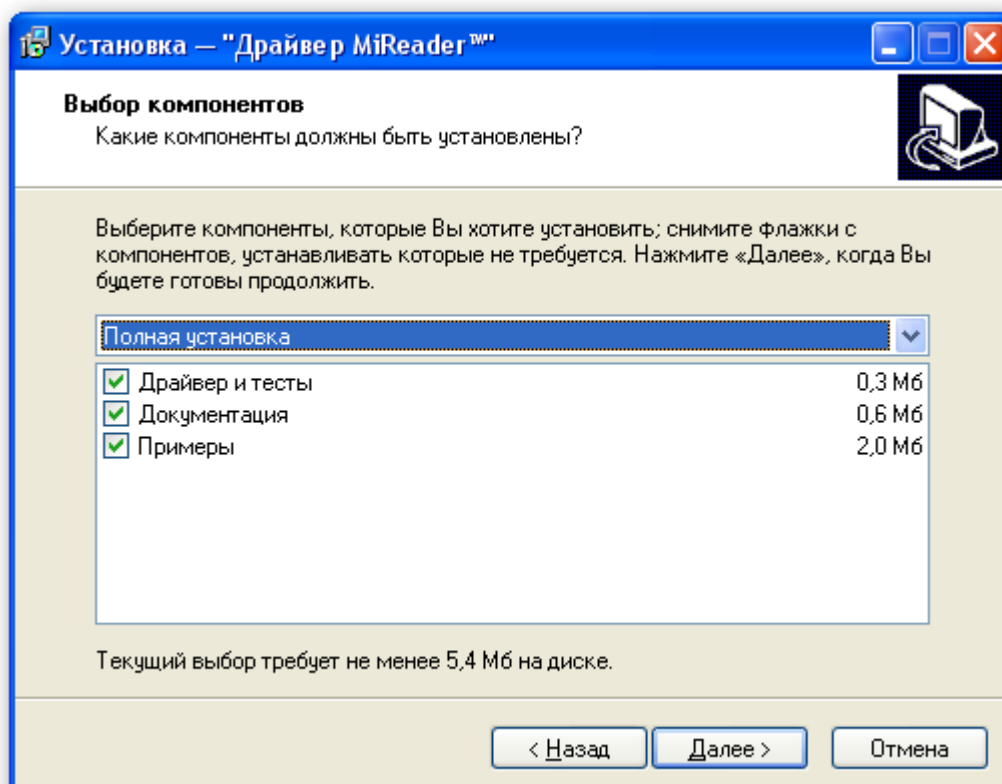 Установка — "Драйвер MiReader™"
Выбор компонентов
Какие компоненты должны быть установлены?
Выберите компоненты, которые Вы хотите установить; снимите флажки с
компонентов, устанавливать которые не требуется. Нажмите «Далее», когда Вы
будете готовы продолжить.
Полная установка
Драйвер и тесты 0,3 Мб
Документация 0,6 Мб
Примеры 2,0 Мб
Текущий выбор требует не менее 5,4 Мб на диске.
< Назад Далее > Отмена